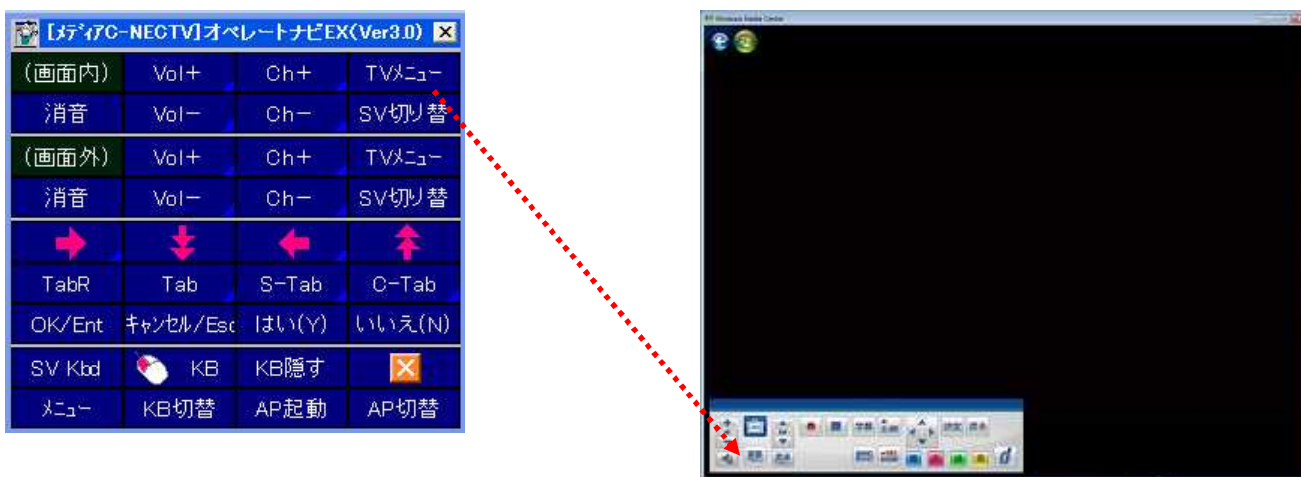 [ﾒﾃﾞｨｱC-NECTV]オペレートナビEX(Ver3.0)
(画面内) Vol+ Ch+ TVﾒﾆｭｰ
消音 Vol− Ch− SV切り替
(画面外) Vol+ Ch+ TVﾒﾆｭｰ
消音 Vol− Ch− SV切り替
TabR Tab S-Tab C-Tab
OK/Ent ｷｬﾝｾﾙ/Esc はい(Y) いいえ(N)
SV Kbd KB KB隠す
ﾒﾆｭｰ KB切替 AP起動 AP切替
Windows Media Center
d